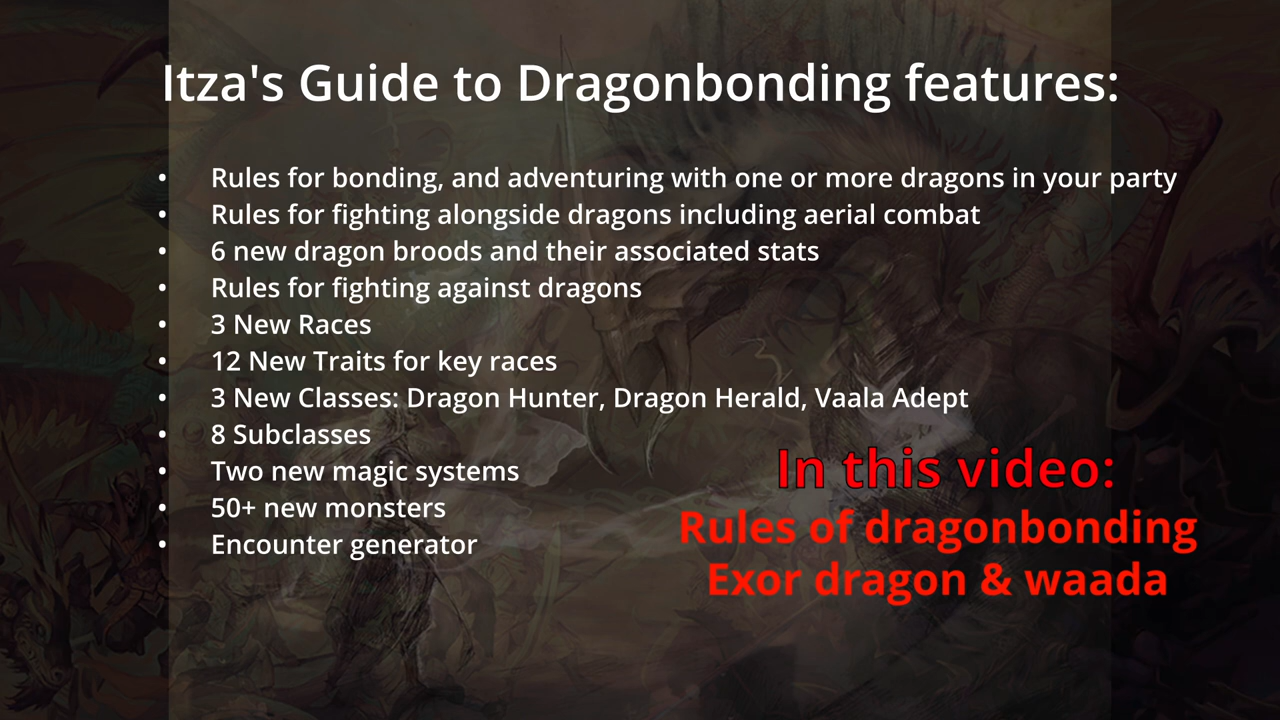 Itza's Guide to Dragonbonding features:
• Rules for bonding, and adventuring with one or more dragons in your party
• Rules for fighting alongside dragons including aerial combat
• 6 new dragon broods and their associated stats
• Rules for fighting against dragons
• 3 New Races
• 12 New Traits for key races
• 3 New Classes: Dragon Hunter, Dragon Herald, Vaala Adept
• 8 Subclasses
• Two new magic systems
• 50+ new monsters
• Encounter generator
In this video:
Rules of dragonbonding
Exor dragon & waada